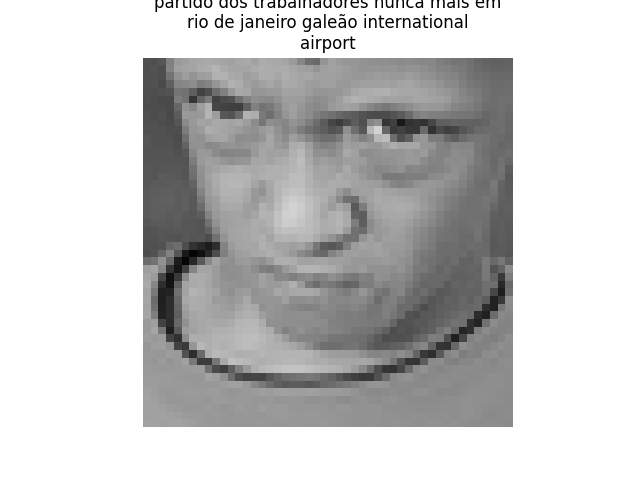 partido dos trabalhadores nunca mais em
rio de janeiro galeão international
airport